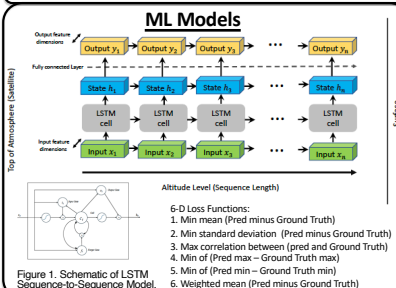 ML Models
Output feature
dimensions
Output y₁
Output y₂
Output y₃
Output yₙ
Fully connected Layer
State h₁
State h₂
State h₃
State hₙ
LSTM
cell
LSTM
cell
LSTM
cell
LSTM
cell
Input feature
dimensions
Input x₁
Input x₂
Input x₃
Input xₙ
Top of Atmosphere (Satellite)
Surface
Altitude Level (Sequence Length)
Figure 1. Schematic of LSTM
Sequence-to-Sequence Model.
6-D Loss Functions:
1. Min mean (Pred minus Ground Truth)
2. Min standard deviation (Pred minus Ground Truth)
3. Max correlation between (pred and Ground Truth)
4. Min of (Pred max – Ground Truth max)
5. Min of (Pred min – Ground Truth min)
6. Weighted mean (Pred minus Ground Truth)